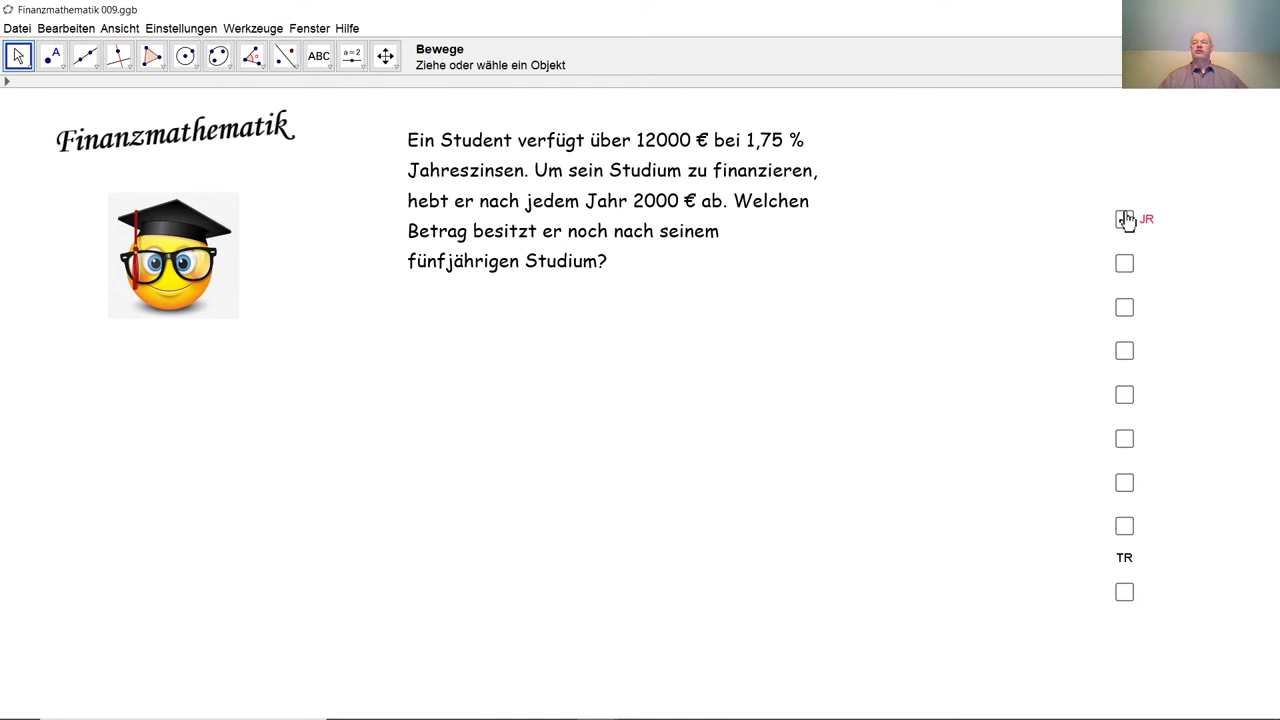 Finanzmathematik 009.ggb
Datei Bearbeiten Ansicht Einstellungen Werkzeuge Fenster Hilfe
A
ABC
a=2
Bewege
Ziehe oder wähle ein Objekt
Finanzmathematik
Ein Student verfügt über 12000 € bei 1,75 %
Jahreszinsen. Um sein Studium zu finanzieren,
hebt er nach jedem Jahr 2000 € ab. Welchen
Betrag besitzt er noch nach seinem
fünfjährigen Studium?
JR
TR